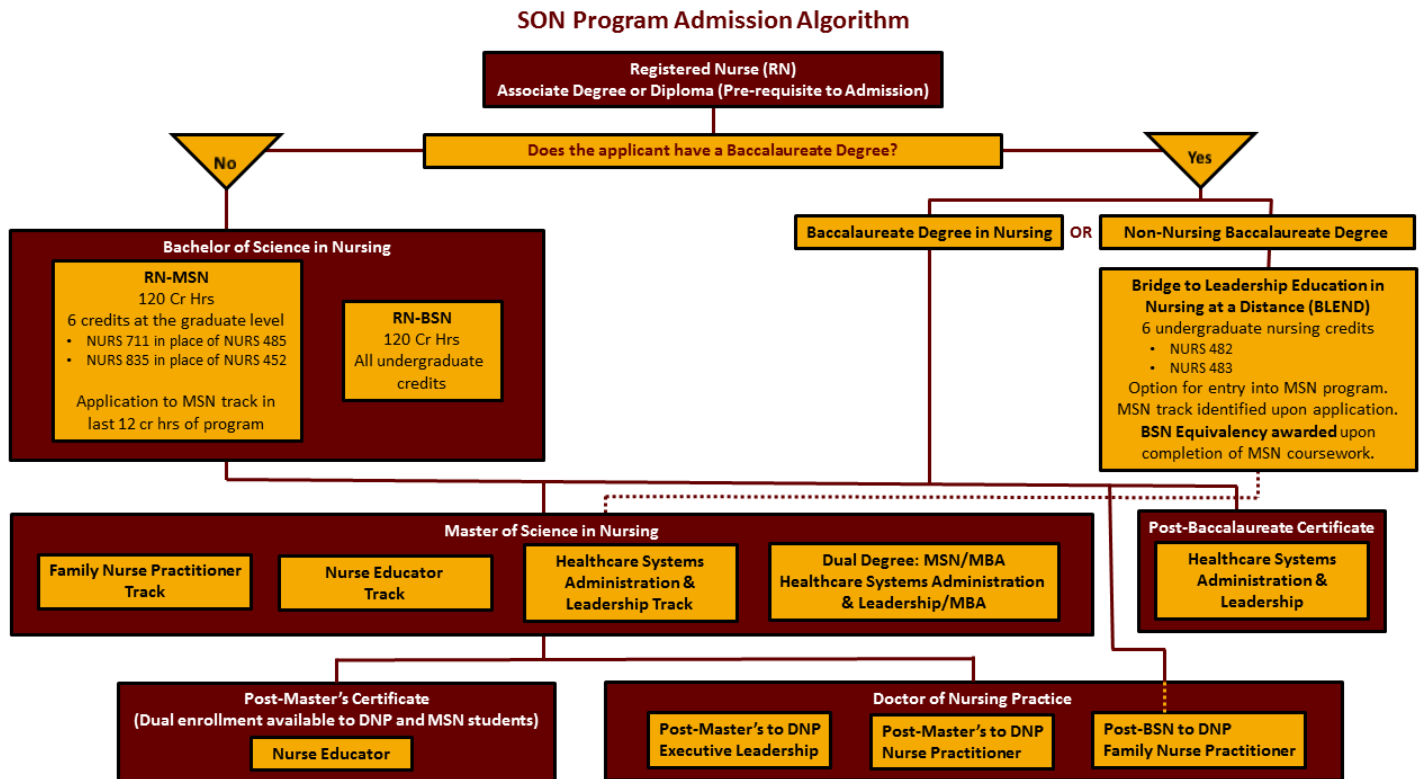 SON Program Admission Algorithm
Registered Nurse (RN)
Associate Degree or Diploma (Pre-requisite to Admission)
Does the applicant have a Baccalaureate Degree?
No
Yes
Bachelor of Science in Nursing
RN-MSN
120 Cr Hrs
6 credits at the graduate level
• NURS 711 in place of NURS 485
• NURS 835 in place of NURS 452
Application to MSN track in
last 12 cr hrs of program
RN-BSN
120 Cr Hrs
All undergraduate
credits
Baccalaureate Degree in Nursing
OR
Non-Nursing Baccalaureate Degree
Bridge to Leadership Education in
Nursing at a Distance (BLEND)
6 undergraduate nursing credits
• NURS 482
• NURS 483
Option for entry into MSN program.
MSN track identified upon application.
BSN Equivalency awarded upon
completion of MSN coursework.
Master of Science in Nursing
Family Nurse Practitioner
Track
Nurse Educator
Track
Healthcare Systems
Administration &
Leadership Track
Dual Degree: MSN/MBA
Healthcare Systems Administration
& Leadership/MBA
Post-Baccalaureate Certificate
Healthcare Systems
Administration &
Leadership
Post-Master's Certificate
(Dual enrollment available to DNP and MSN students)
Nurse Educator
Doctor of Nursing Practice
Post-Master's to DNP
Executive Leadership
Post-Master's to DNP
Nurse Practitioner
Post-BSN to DNP
Family Nurse Practitioner